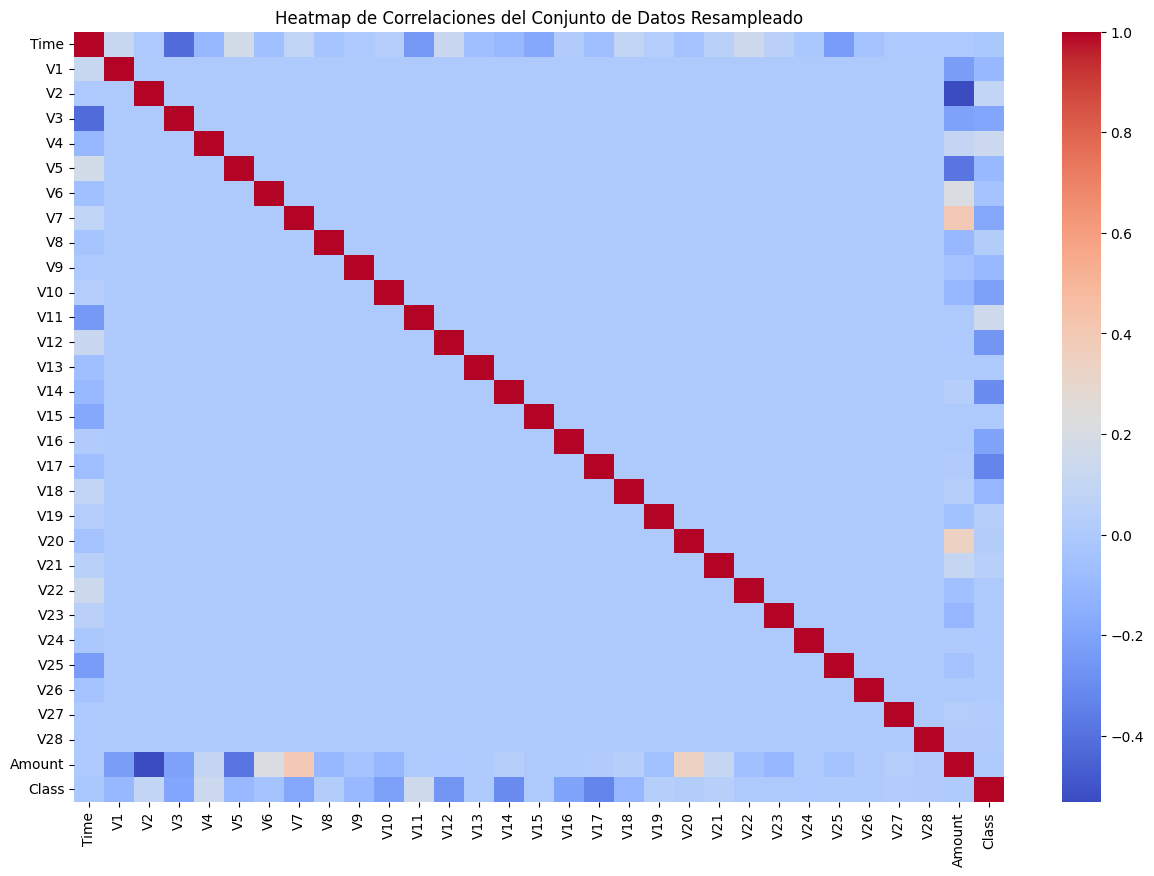 Heatmap de Correlaciones del Conjunto de Datos Resampleado
Time
V1
V2
V3
V4
V5
V6
V7
V8
V9
V10
V11
V12
V13
V14
V15
V16
V17
V18
V19
V20
V21
V22
V23
V24
V25
V26
V27
V28
Amount
Class
Time V1 V2 V3 V4 V5 V6 V7 V8 V9 V10 V11 V12 V13 V14 V15 V16 V17 V18 V19 V20 V21 V22 V23 V24 V25 V26 V27 V28 Amount Class
1.0
0.8
0.6
0.4
0.2
0.0
−0.2
−0.4